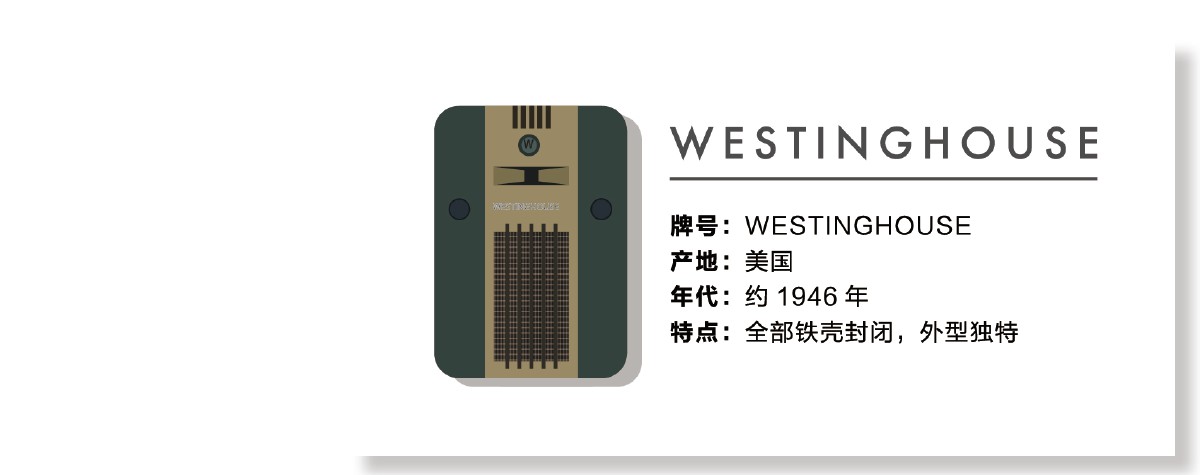 W
WESTINGHOUSE
WESTINGHOUSE
牌号：WESTINGHOUSE
产地：美国
年代：约 1946 年
特点：全部铁壳封闭，外型独特